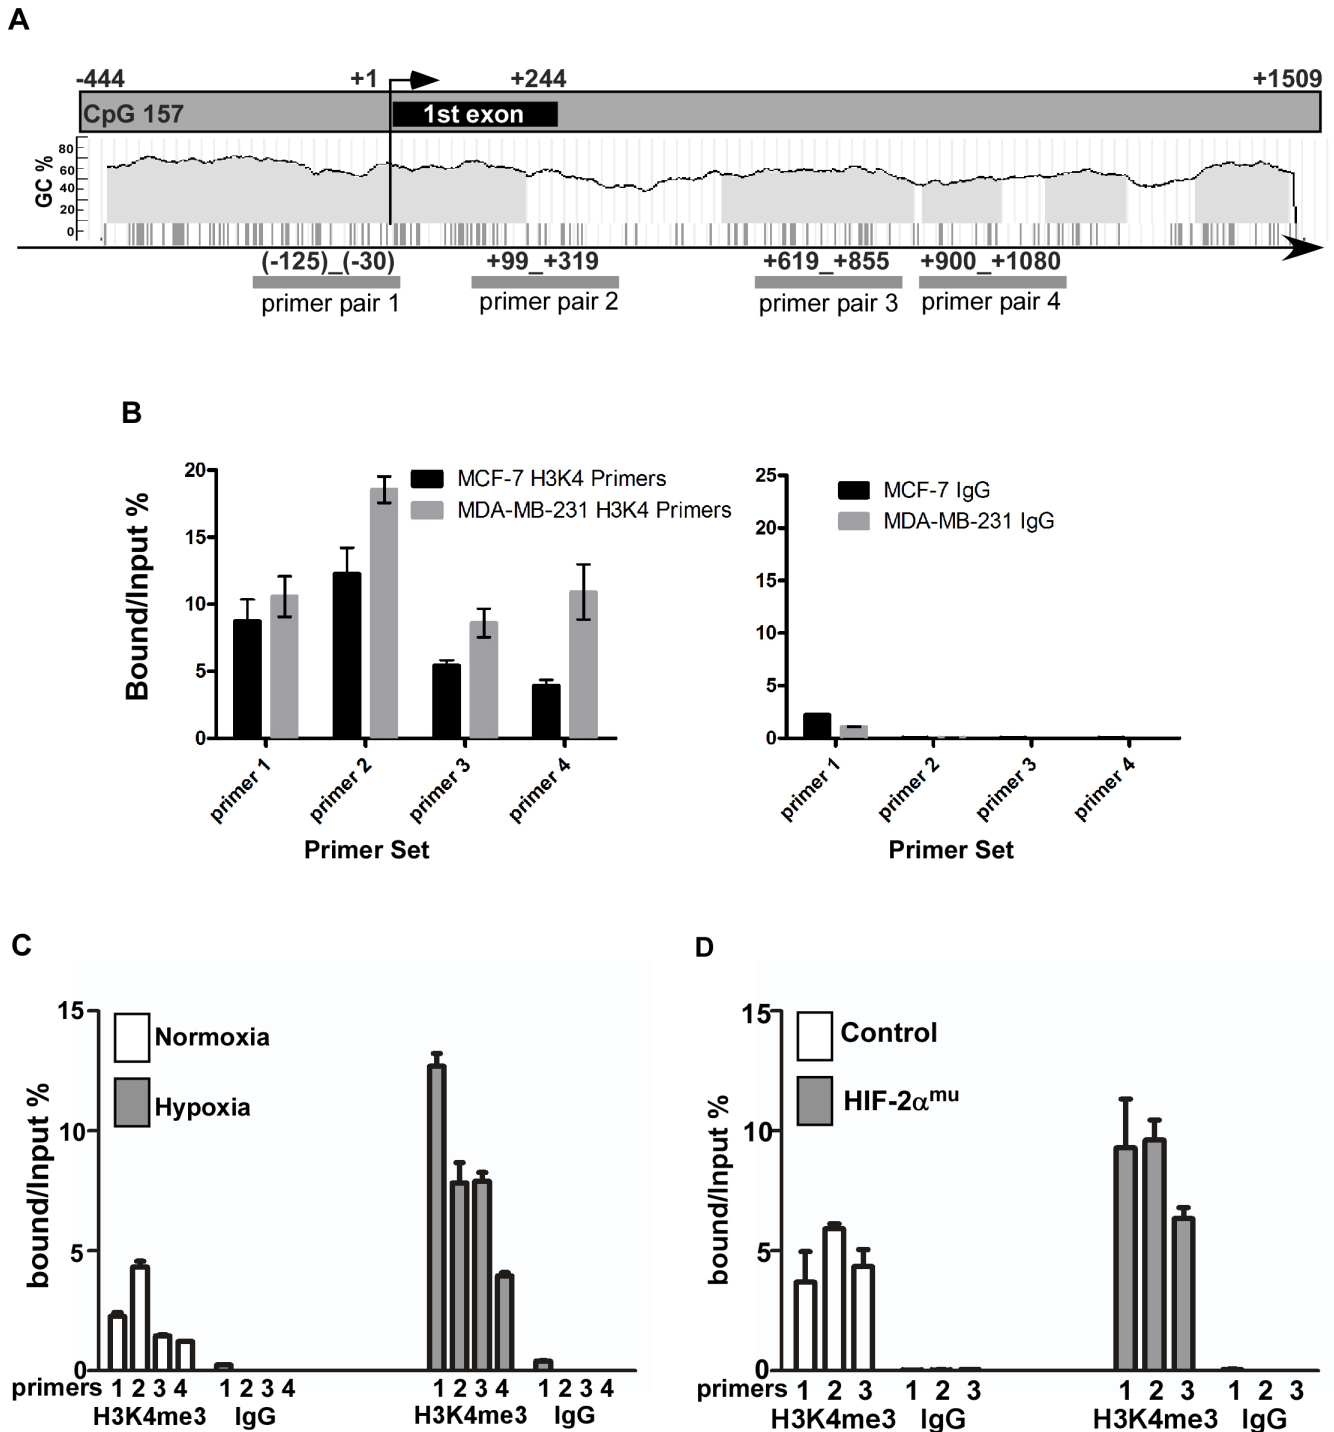 A
-444 +1 +244 +1509
CpG 157 1st exon
GC %
80
60
40
20
0
(-125)_(-30) +99_+319 +619_+855 +900_+1080
primer pair 1 primer pair 2 primer pair 3 primer pair 4
B
Bound/Input %
20
15
10
5
0
MCF-7 H3K4 Primers
MDA-MB-231 H3K4 Primers
primer 1 primer 2 primer 3 primer 4
Primer Set
25
20
15
10
5
0
MCF-7 IgG
MDA-MB-231 IgG
primer 1 primer 2 primer 3 primer 4
Primer Set
C
bound/Input %
15
10
5
0
Normoxia
Hypoxia
primers 1 2 3 4 1 2 3 4 1 2 3 4 1 2 3 4
H3K4me3 IgG H3K4me3 IgG
D
bound/Input %
15
10
5
0
Control
HIF-2α^mu
primers 1 2 3 1 2 3 1 2 3 1 2 3
H3K4me3 IgG H3K4me3 IgG